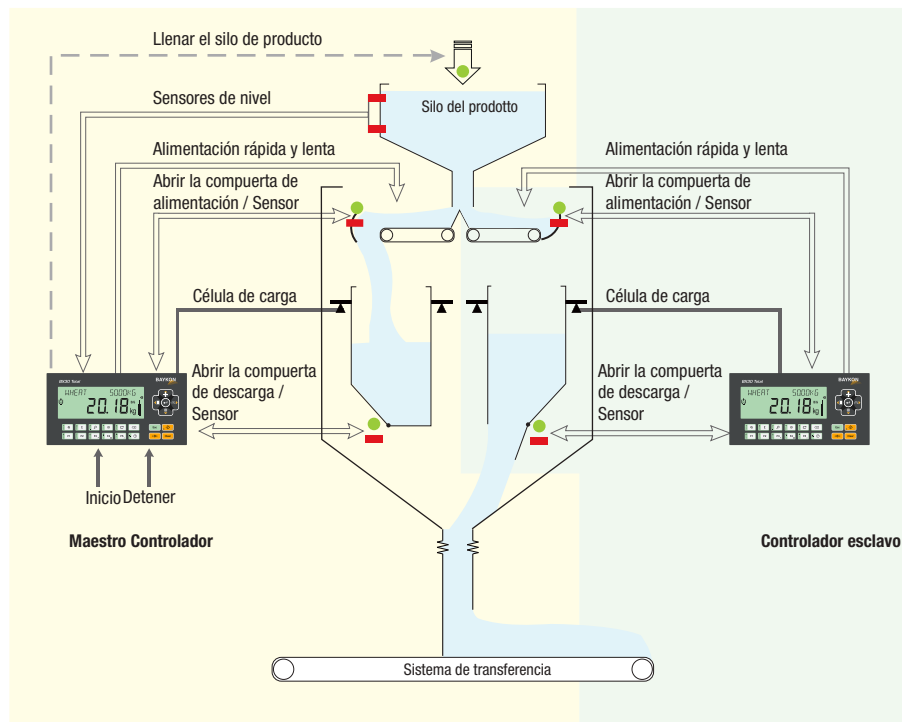 Llenar el silo de producto
Sensores de nivel
Silo del prodotto
Alimentación rápida y lenta
Abrir la compuerta de
alimentación / Sensor
Alimentación rápida y lenta
Abrir la compuerta de
alimentación / Sensor
Célula de carga
Célula de carga
Abrir la compuerta
de descarga /
Sensor
Abrir la compuerta
de descarga /
Sensor
BAYKON
WHEAT 5000KG
20.18 kg
BAYKON
WHEAT 5000KG
20.18 kg
Inicio Detener
Maestro Controlador
Controlador esclavo
Sistema de transferencia